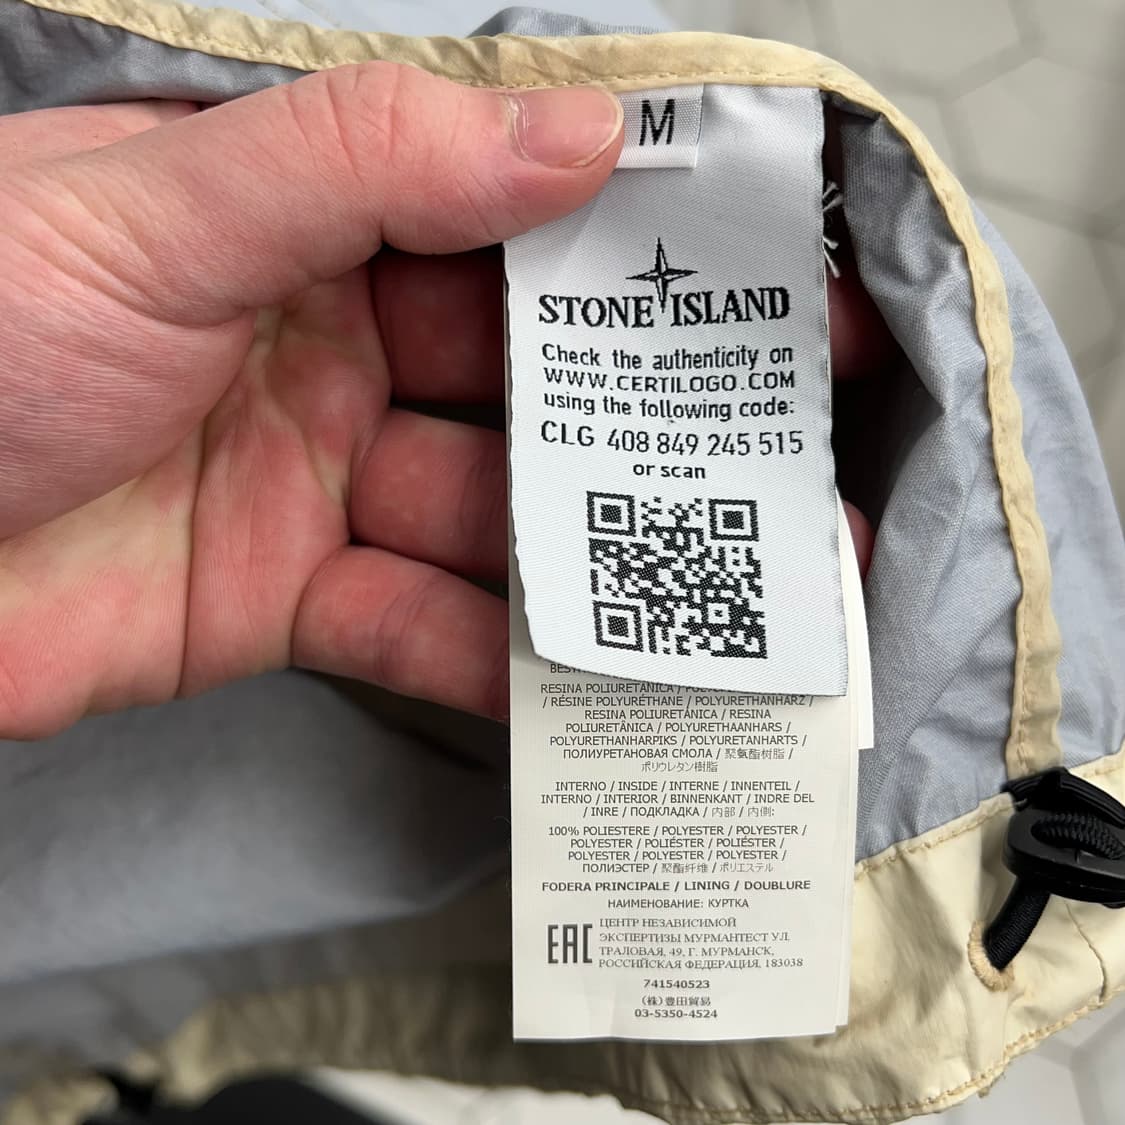 M
STONE ISLAND
Check the authenticity on
WWW.CERTILOGO.COM
using the following code:
CLG 408 849 245 515
or scan
RESINA POLIURETANICA /
/ RÉSINE POLYURÉTHANE / POLYURETHANHARZ /
RESINA POLIURETÁNICA / RESINA
POLIURETÂNICA / POLYURETHAANHARS /
POLYURETHANHARPIKS / POLYURETANHARTS /
ПОЛИУРЕТАНОВАЯ СМОЛА / 聚氨酯树脂 /
ポリウレタン樹脂
INTERNO / INSIDE / INTERNE / INNENTEIL /
INTERNO / INTERIOR / BINNENKANT / INDRE DEL
/ INRE / ПОДКЛАДКА / 内部 / 内側:
100% POLIESTERE / POLYESTER / POLYESTER /
POLYESTER / POLIÉSTER / POLIÉSTER /
POLYESTER / POLYESTER / POLYESTER /
ПОЛИЭСТЕР / 聚酯纤维 / ポリエステル
FODERA PRINCIPALE / LINING / DOUBLURE
НАИМЕНОВАНИЕ: КУРТКА
EAC ЦЕНТР НЕЗАВИСИМОЙ
ЭКСПЕРТИЗЫ МУРМАНТЕСТ УЛ.
ТРАЛОВАЯ, 49, Г. МУРМАНСК,
РОССИЙСКАЯ ФЕДЕРАЦИЯ, 183038
741540523
(株)豊田貿易
03-5350-4524